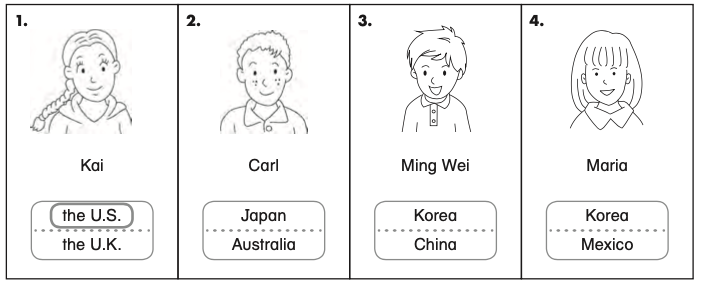 1.
Kai
the U.S.
the U.K.
2.
Carl
Japan
Australia
3.
Ming Wei
Korea
China
4.
Maria
Korea
Mexico